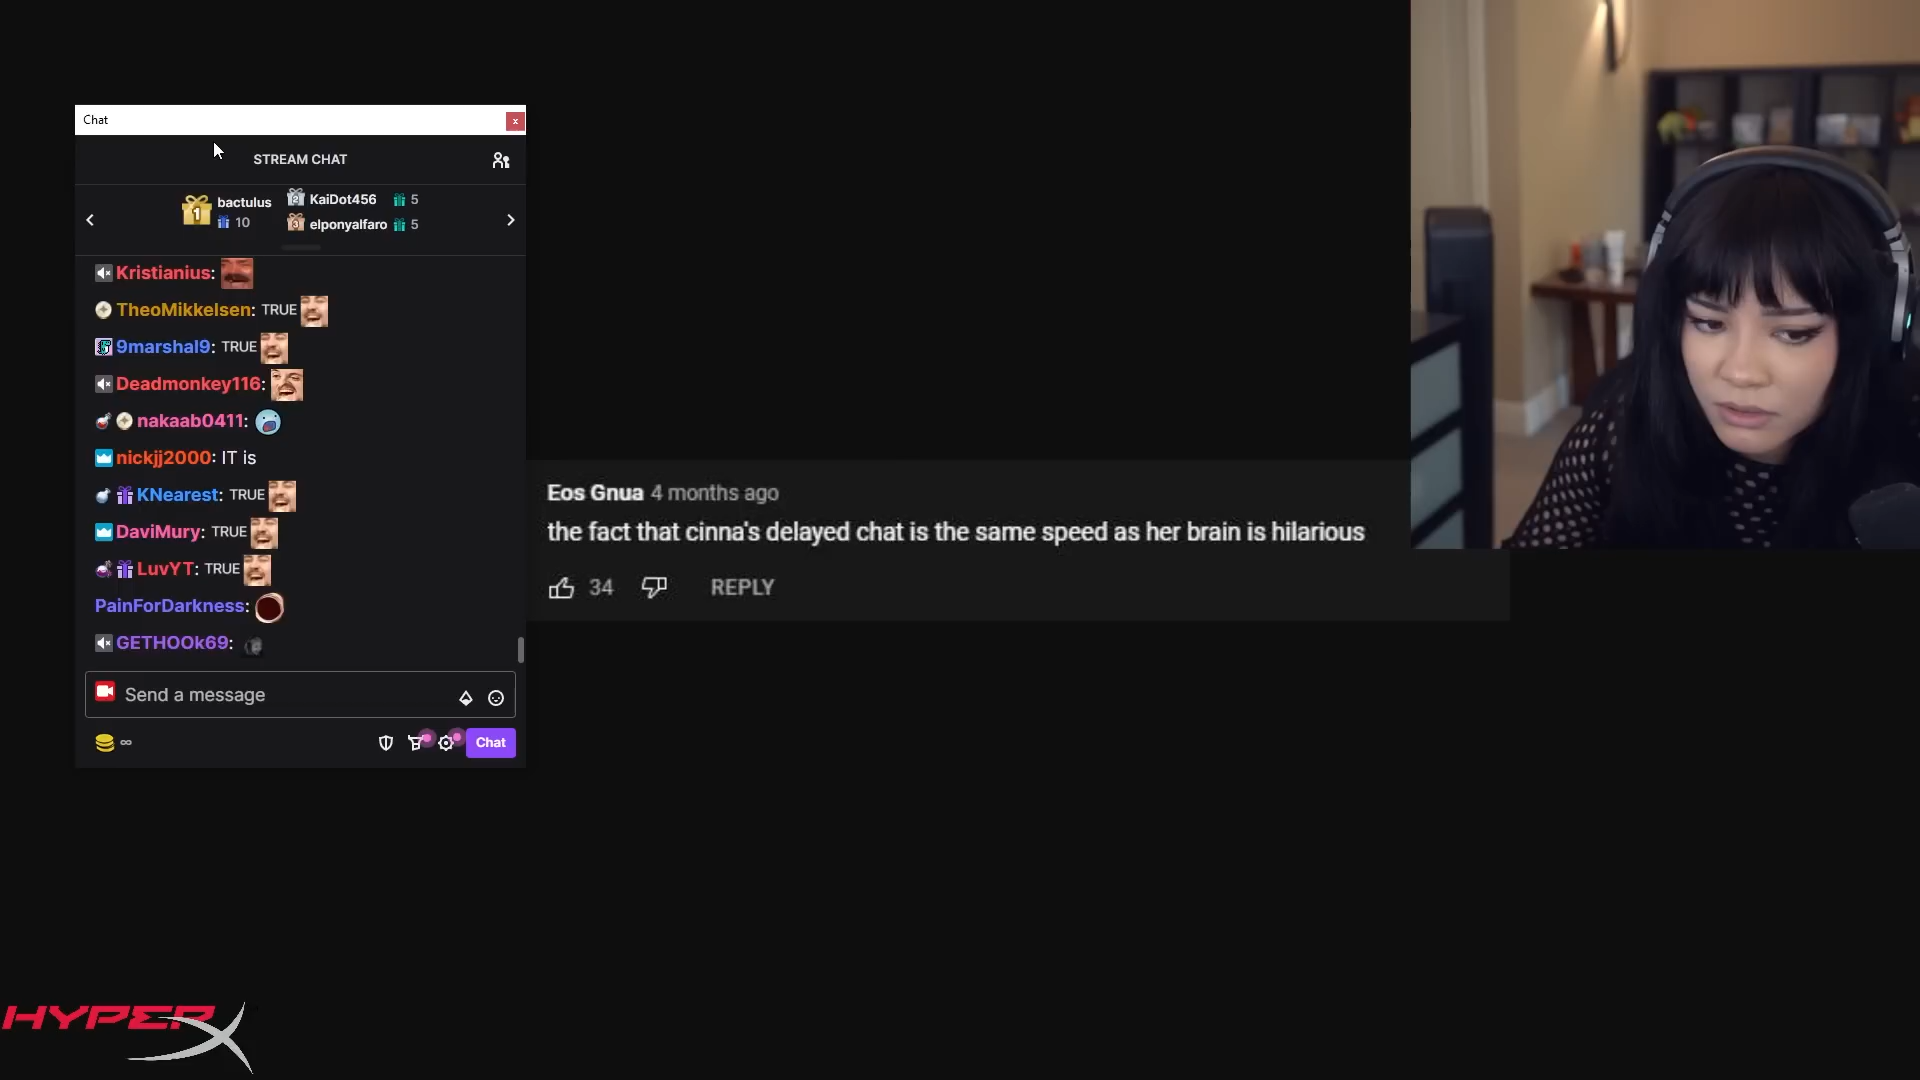 Chat
x
STREAM CHAT
1 bactulus
10
KaiDot456 5
elponyalfaro 5
Kristianius:
TheoMikkelsen: TRUE
9marshal9: TRUE
Deadmonkey116:
nakaab0411:
nickjj2000: IT is
KNearest: TRUE
DaviMury: TRUE
LuvYT: TRUE
PainForDarkness:
GETHOOk69:
Send a message
∞
Chat
Eos Gnua 4 months ago
the fact that cinna's delayed chat is the same speed as her brain is hilarious
34 REPLY
HYPERX